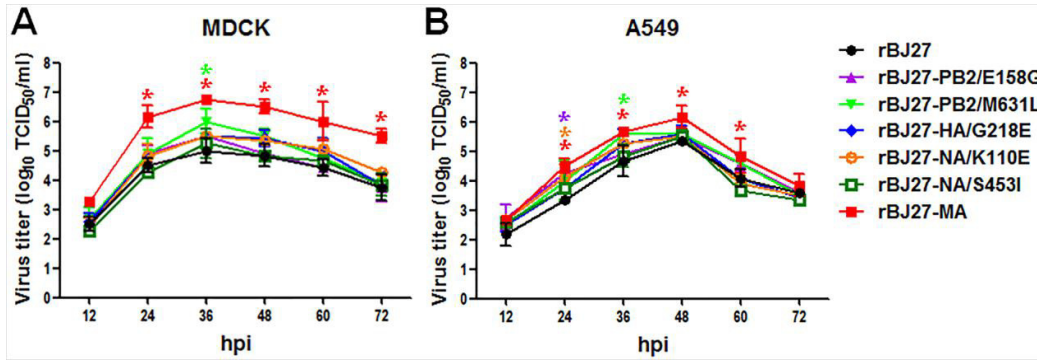 A
MDCK
Virus titer (log10 TCID50/ml)
8
7
6
5
4
3
2
1
0
12 24 36 48 60 72
hpi
* * * * * *
B
A549
Virus titer (log10 TCID50/ml)
8
7
6
5
4
3
2
1
0
12 24 36 48 60 72
hpi
* * * * * * *
rBJ27
rBJ27-PB2/E158G
rBJ27-PB2/M631L
rBJ27-HA/G218E
rBJ27-NA/K110E
rBJ27-NA/S453I
rBJ27-MA